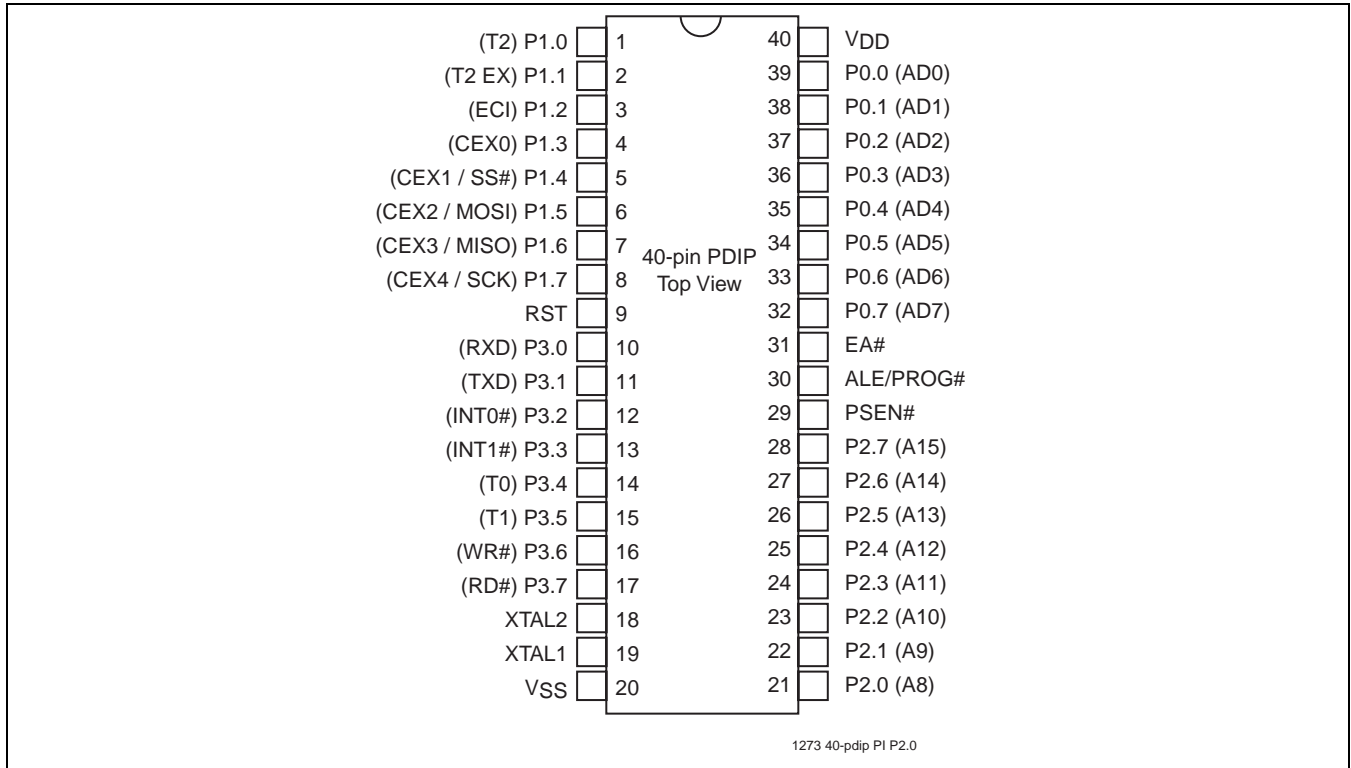 (T2) P1.0 1 40 VDD
(T2 EX) P1.1 2 39 P0.0 (AD0)
(ECI) P1.2 3 38 P0.1 (AD1)
(CEX0) P1.3 4 37 P0.2 (AD2)
(CEX1 / SS#) P1.4 5 36 P0.3 (AD3)
(CEX2 / MOSI) P1.5 6 35 P0.4 (AD4)
(CEX3 / MISO) P1.6 7 34 P0.5 (AD5)
40-pin PDIP
(CEX4 / SCK) P1.7 8 Top View 33 P0.6 (AD6)
RST 9 32 P0.7 (AD7)
(RXD) P3.0 10 31 EA#
(TXD) P3.1 11 30 ALE/PROG#
(INT0#) P3.2 12 29 PSEN#
(INT1#) P3.3 13 28 P2.7 (A15)
(T0) P3.4 14 27 P2.6 (A14)
(T1) P3.5 15 26 P2.5 (A13)
(WR#) P3.6 16 25 P2.4 (A12)
(RD#) P3.7 17 24 P2.3 (A11)
XTAL2 18 23 P2.2 (A10)
XTAL1 19 22 P2.1 (A9)
VSS 20 21 P2.0 (A8)
1273 40-pdip PI P2.0